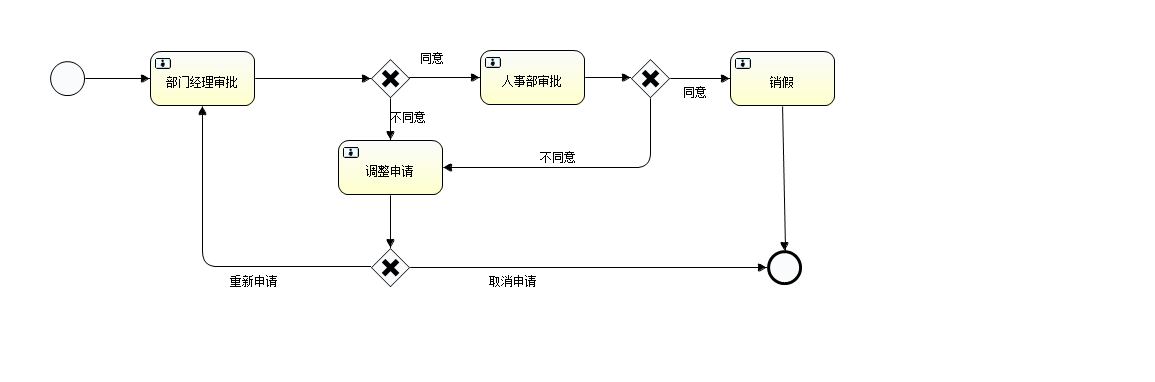 同意
部门经理审批
人事部审批
销假
同意
不同意
不同意
调整申请
重新申请
取消申请